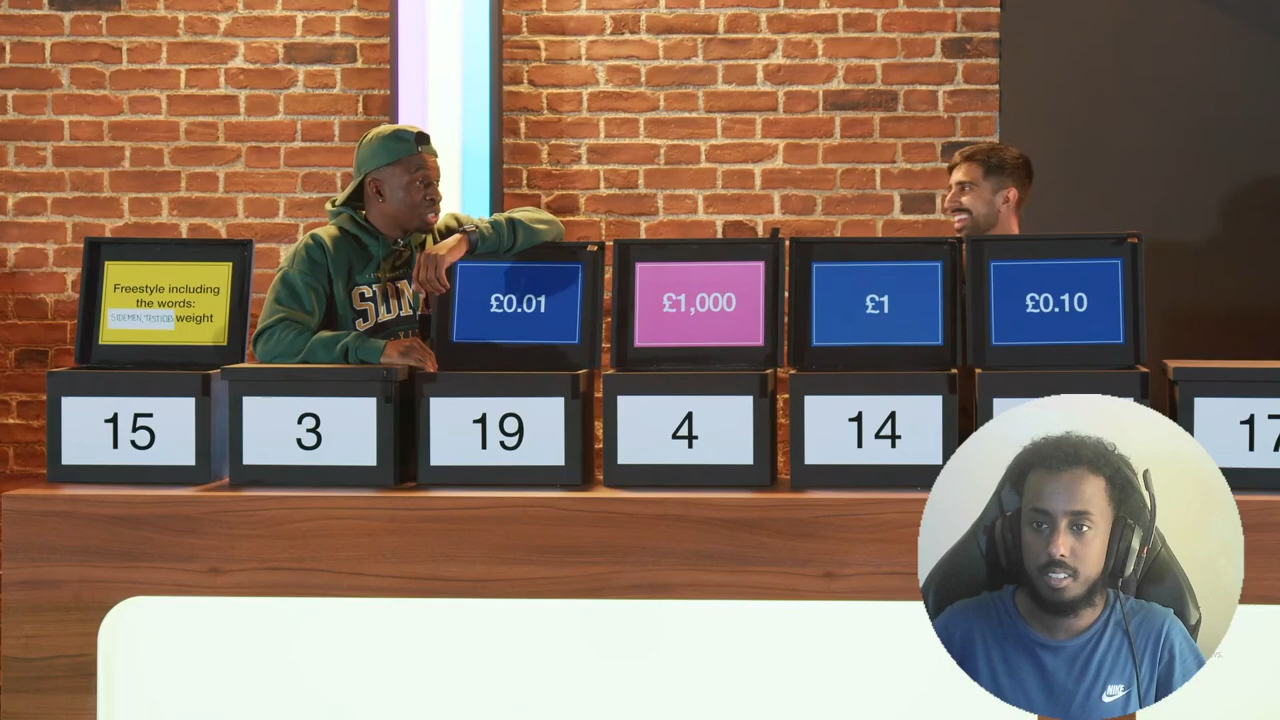 Freestyle including
the words:
SIDEMEN, TESTICLES weight
SDMN
£0.01
£1,000
£1
£0.10
15
3
19
4
14
17
NIKE